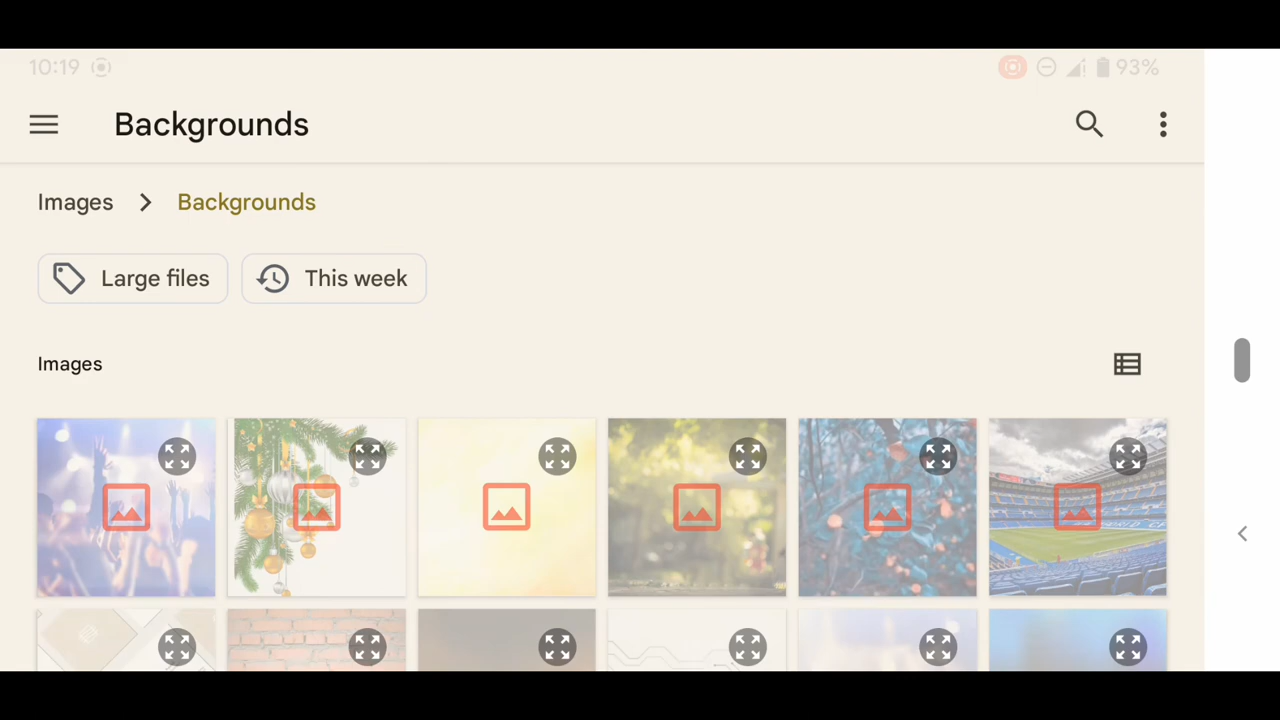 10:19
93%
Backgrounds
Images > Backgrounds
Large files
This week
Images